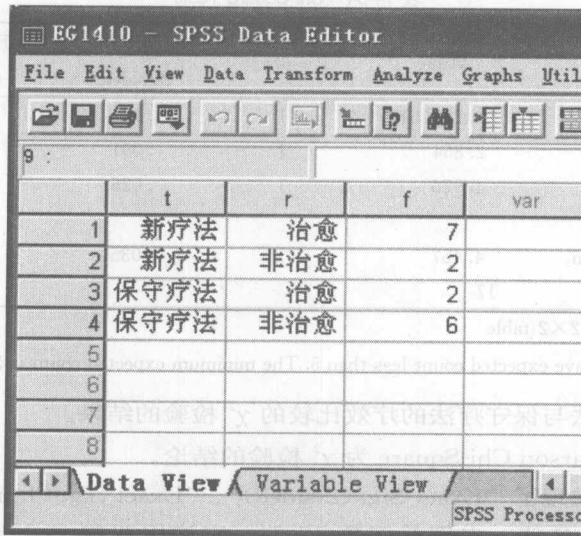 EG1410 - SPSS Data Editor
File Edit View Data Transform Analyze Graphs Util
9 :
t r f var
1 新疗法 治愈 7
2 新疗法 非治愈 2
3 保守疗法 治愈 2
4 保守疗法 非治愈 6
5
6
7
8
Data View Variable View
SPSS Processo